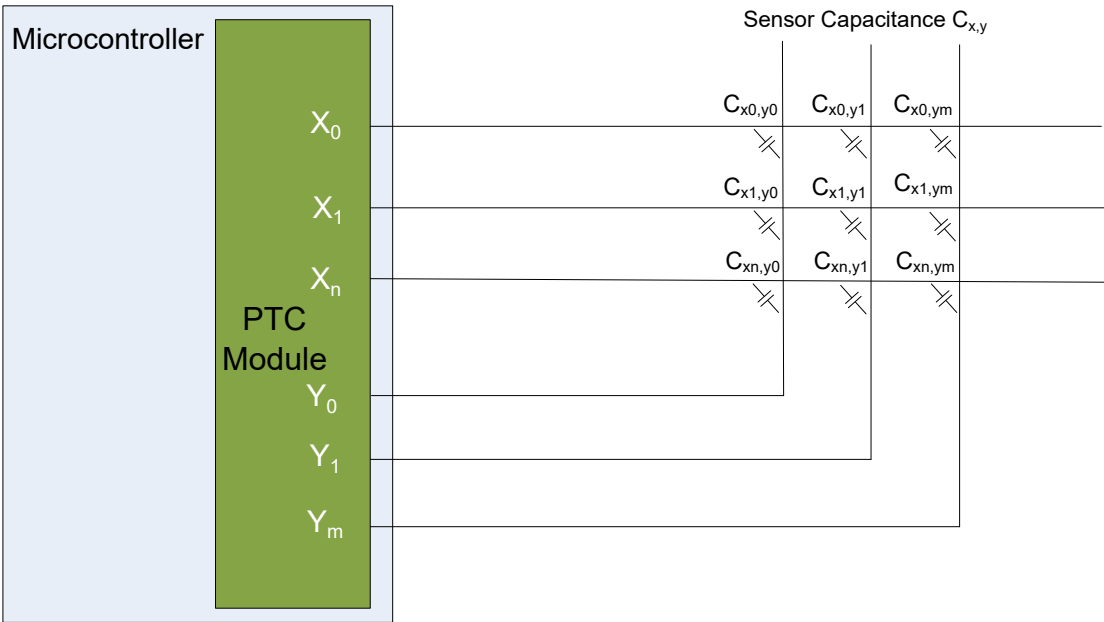 Sensor Capacitance Cx,y
Microcontroller
Cx0,y0 Cx0,y1 Cx0,ym
X0
Cx1,y0 Cx1,y1 Cx1,ym
X1
Cxn,y0 Cxn,y1 Cxn,ym
Xn
PTC
Module
Y0
Y1
Ym